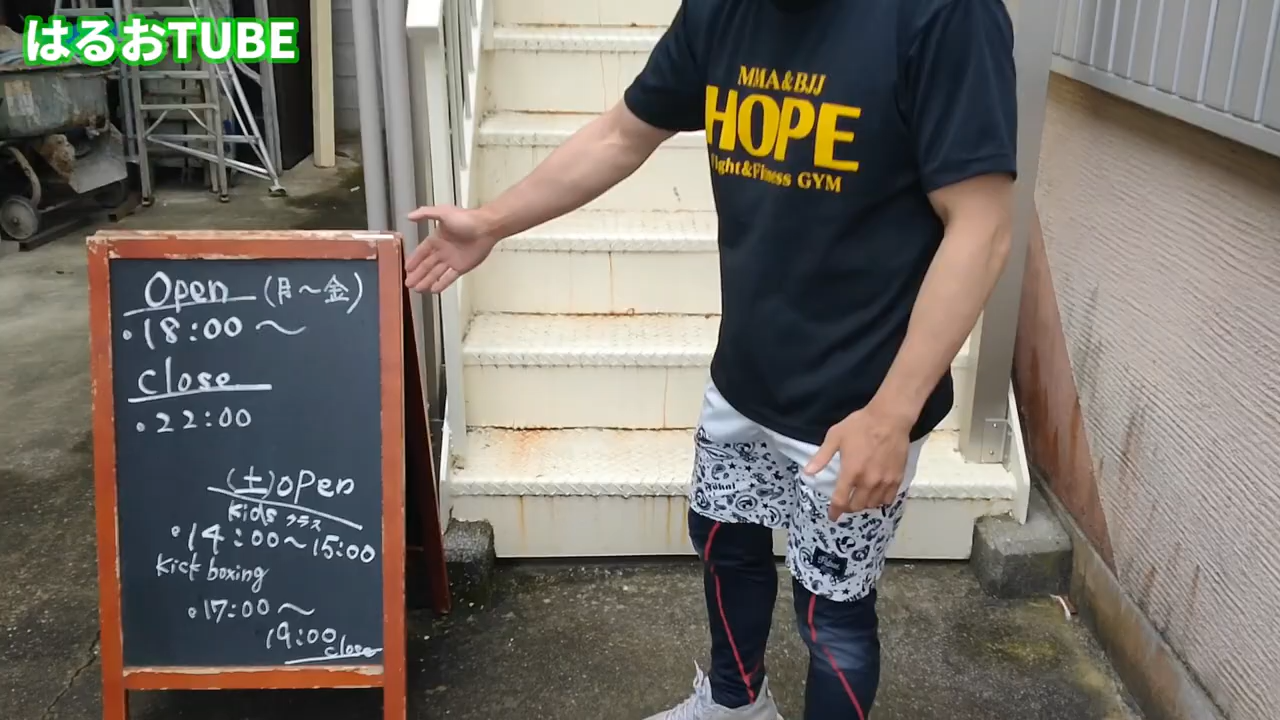 はるおTUBE
MMA&BJJ
HOPE
Fight&Fitness GYM
Open (月〜金)
・18:00 〜
close
・22:00
(土)open
kids クラス
・14:00〜15:00
kick boxing
・17:00 〜
19:00 close